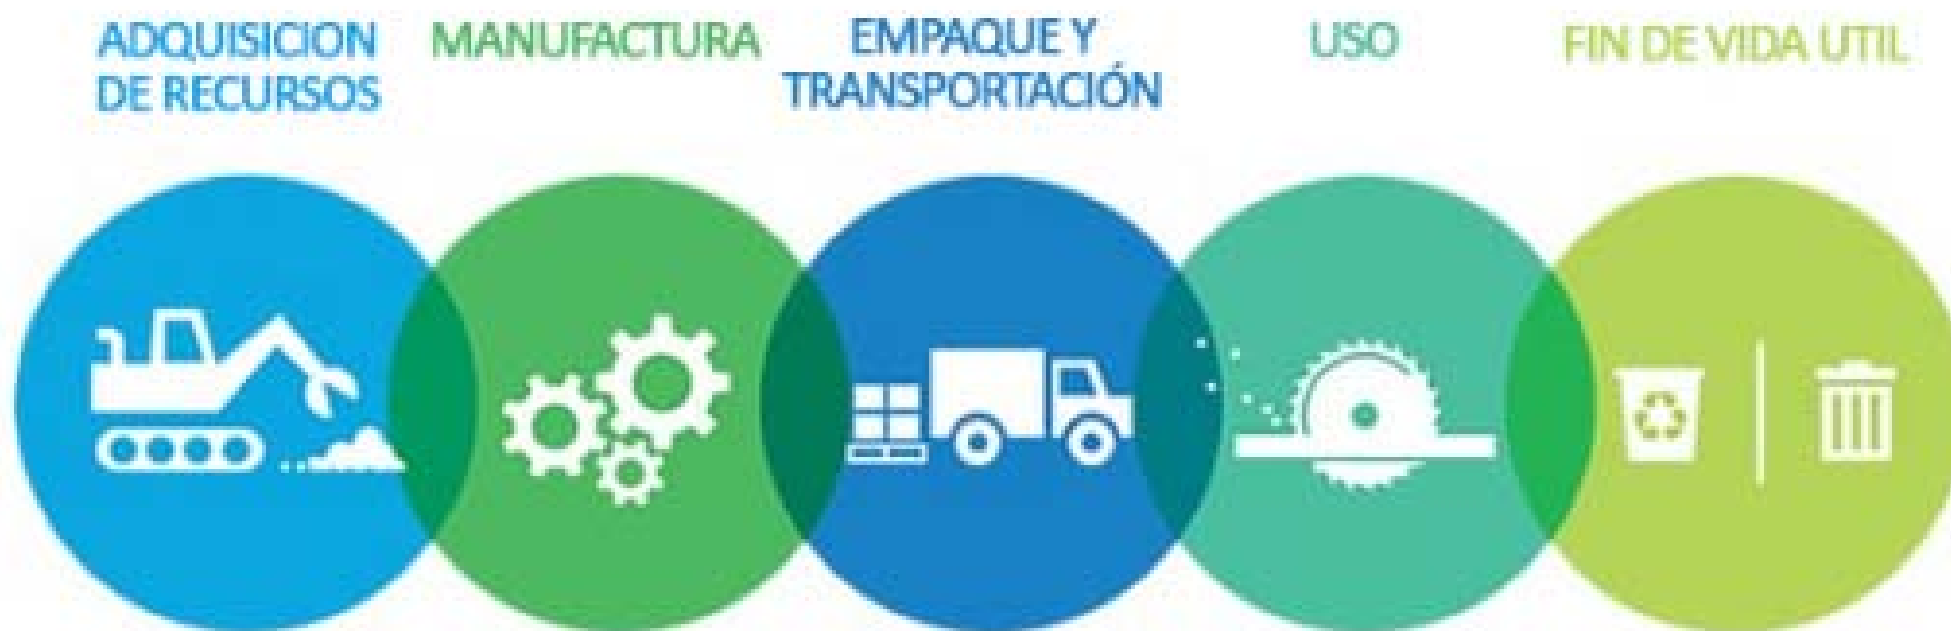 ADQUISICION
DE RECURSOS
MANUFACTURA
EMPAQUE Y
TRANSPORTACIÓN
USO
FIN DE VIDA UTIL